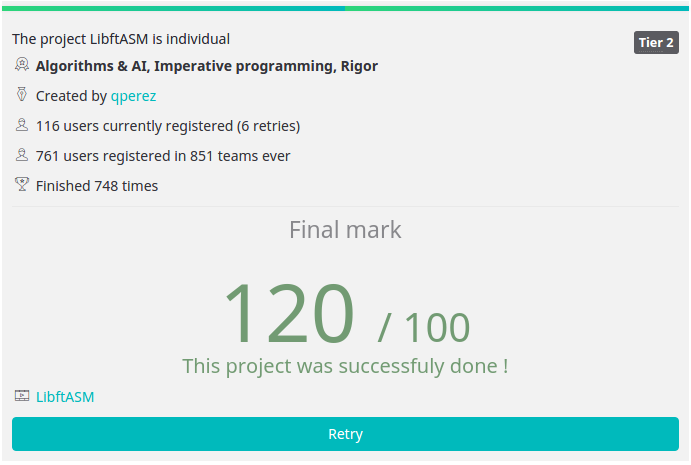 The project LibftASM is individual
Tier 2
Algorithms & AI, Imperative programming, Rigor
Created by qperez
116 users currently registered (6 retries)
761 users registered in 851 teams ever
Finished 748 times
Final mark
120 / 100
This project was successfuly done !
LibftASM
Retry